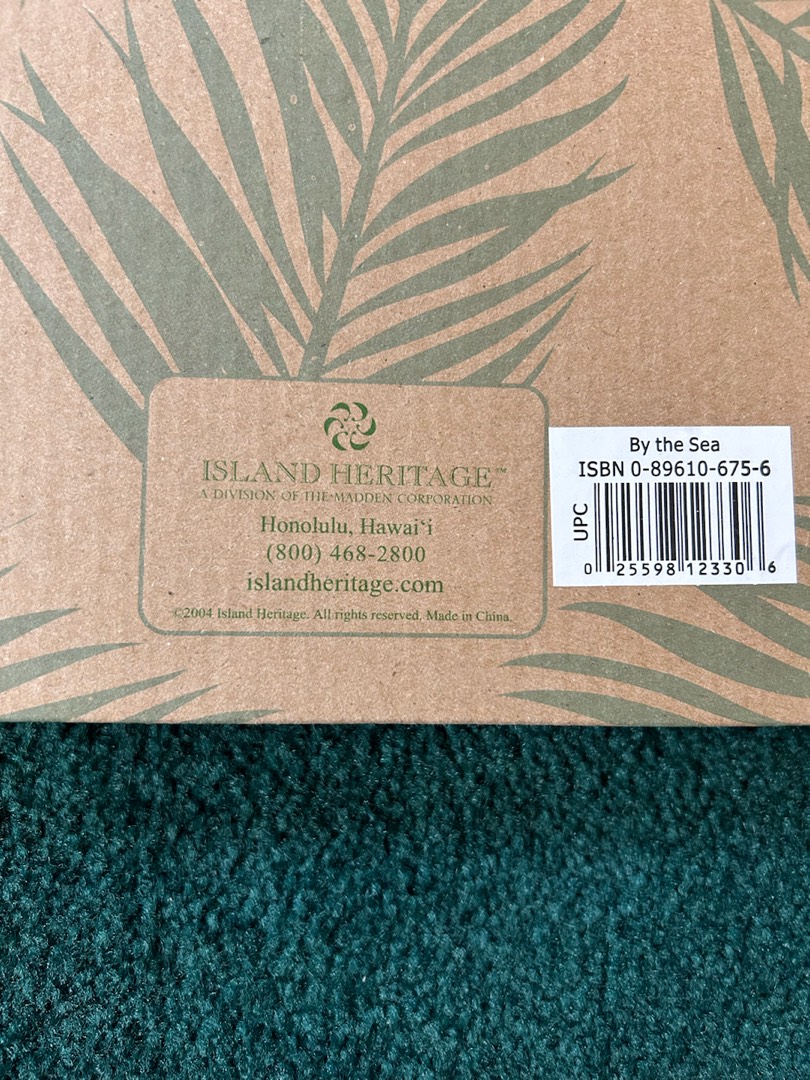 ISLAND HERITAGE™
A DIVISION OF THE MADDEN CORPORATION
Honolulu, Hawai‘i
(800) 468-2800
islandheritage.com
©2004 Island Heritage. All rights reserved. Made in China.
By the Sea
ISBN 0-89610-675-6
UPC
0 25598 12330 6